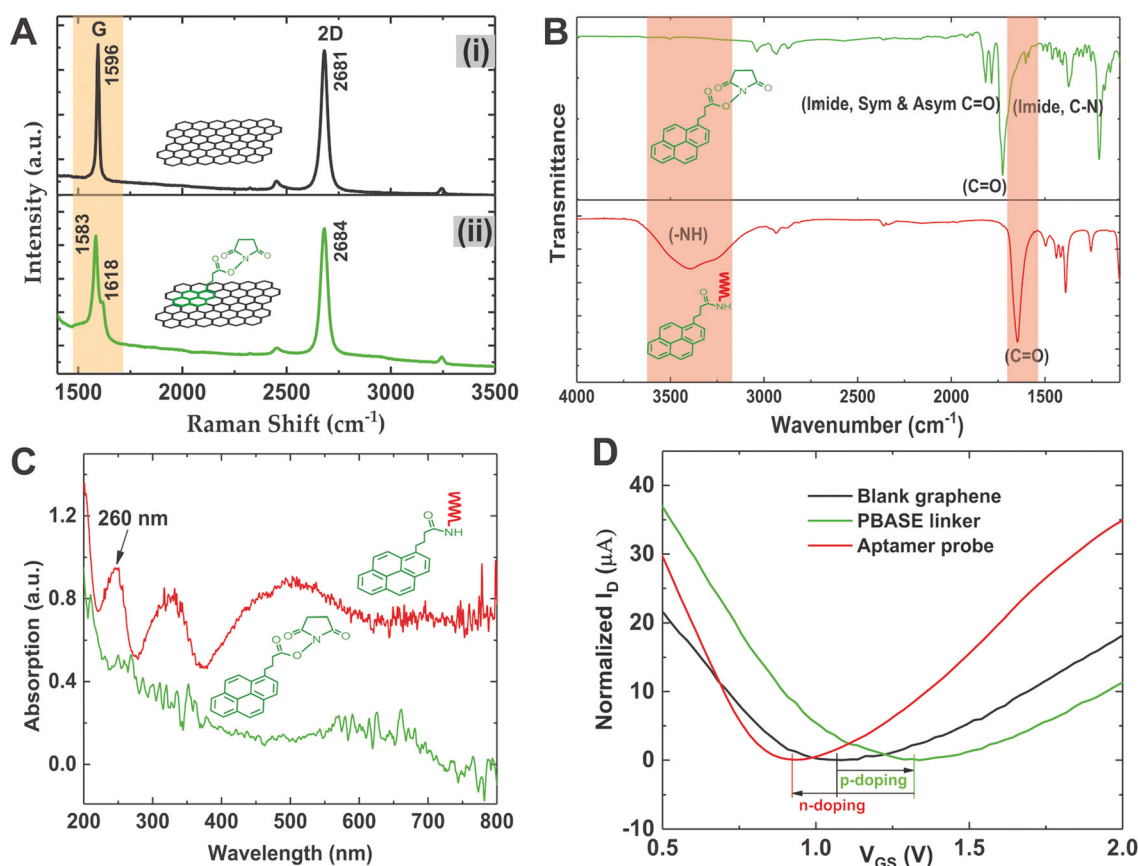 A
G
2D
(i)
1596
2681
Intensity (a.u.)
(ii)
1583
1618
2684
O
O
O
O
N
1500
2000
2500
3000
3500
Raman Shift (cm-1)
B
(Imide, Sym & Asym C=O)
(Imide, C-N)
O
O
O
O
N
(C=O)
Transmittance
(-NH)
O
NH
(C=O)
4000
3500
3000
2500
2000
1500
Wavenumber (cm-1)
C
260 nm
O
NH
O
O
O
O
N
1.2
0.8
0.4
0.0
Absorption (a.u.)
200
300
400
500
600
700
800
Wavelength (nm)
D
Blank graphene
PBASE linker
Aptamer probe
40
30
20
10
0
-10
Normalized ID (μA)
p-doping
n-doping
0.5
1.0
1.5
2.0
VGS (V)